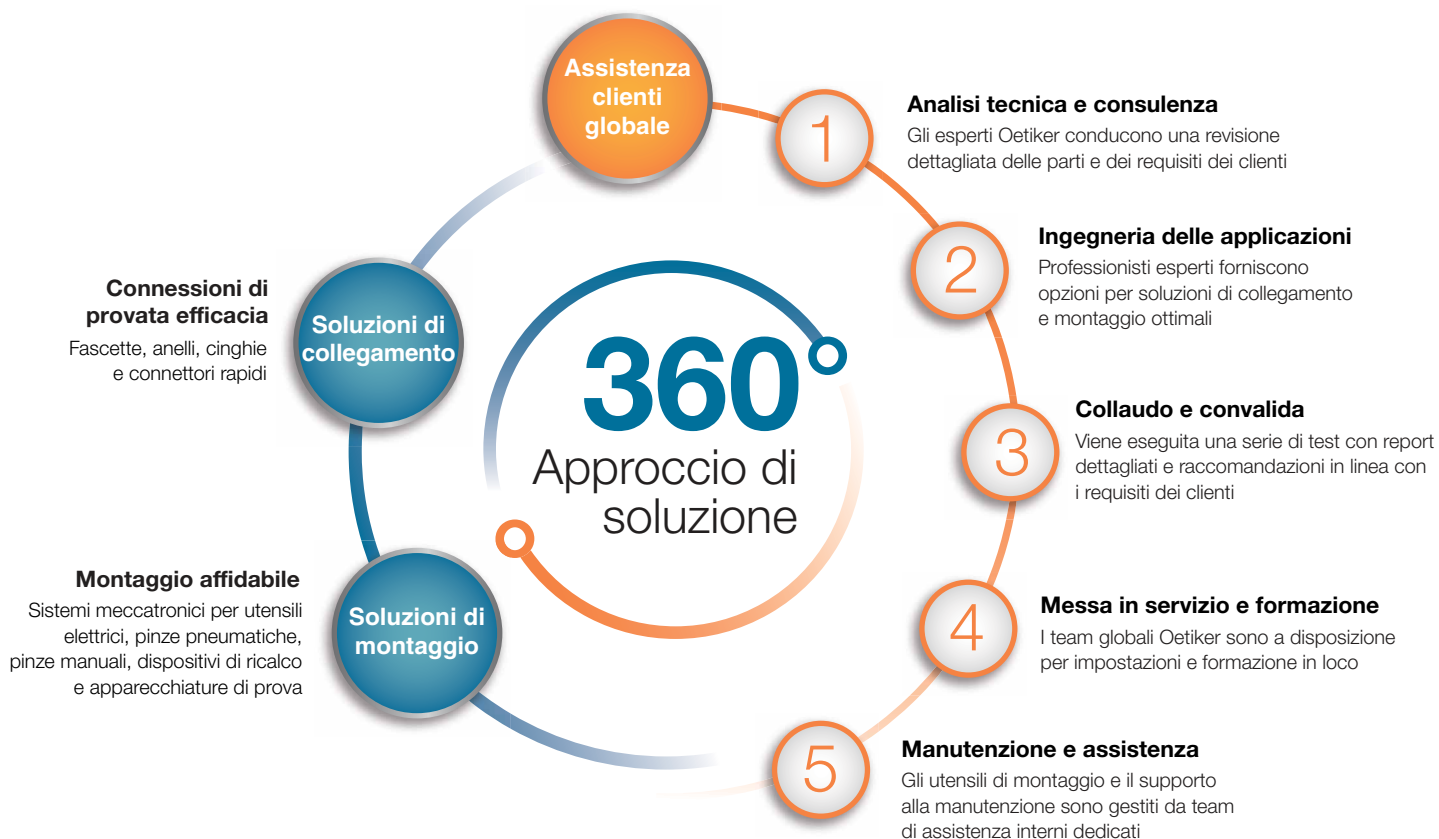 Assistenza
clienti
globale
1
Analisi tecnica e consulenza
Gli esperti Oetiker conducono una revisione
dettagliata delle parti e dei requisiti dei clienti
2
Ingegneria delle applicazioni
Professionisti esperti forniscono
opzioni per soluzioni di collegamento
e montaggio ottimali
3
Collaudo e convalida
Viene eseguita una serie di test con report
dettagliati e raccomandazioni in linea con
i requisiti dei clienti
4
Messa in servizio e formazione
I team globali Oetiker sono a disposizione
per impostazioni e formazione in loco
5
Manutenzione e assistenza
Gli utensili di montaggio e il supporto
alla manutenzione sono gestiti da team
di assistenza interni dedicati
Connessioni di
provata efficacia
Fascette, anelli, cinghie
e connettori rapidi
Soluzioni di
collegamento
Montaggio affidabile
Sistemi meccatronici per utensili
elettrici, pinze pneumatiche,
pinze manuali, dispositivi di ricalco
e apparecchiature di prova
Soluzioni di
montaggio
360°
Approccio di
soluzione